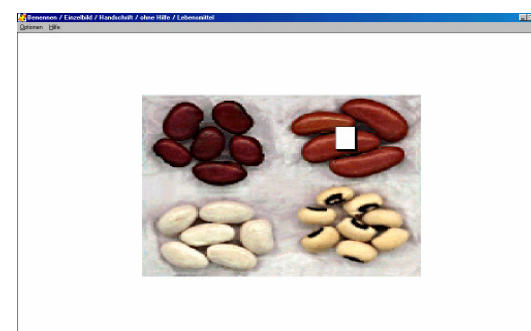 Benennen / Einzelbild / Handschrift / ohne Hilfe / Lebensmittel
Optionen Hilfe